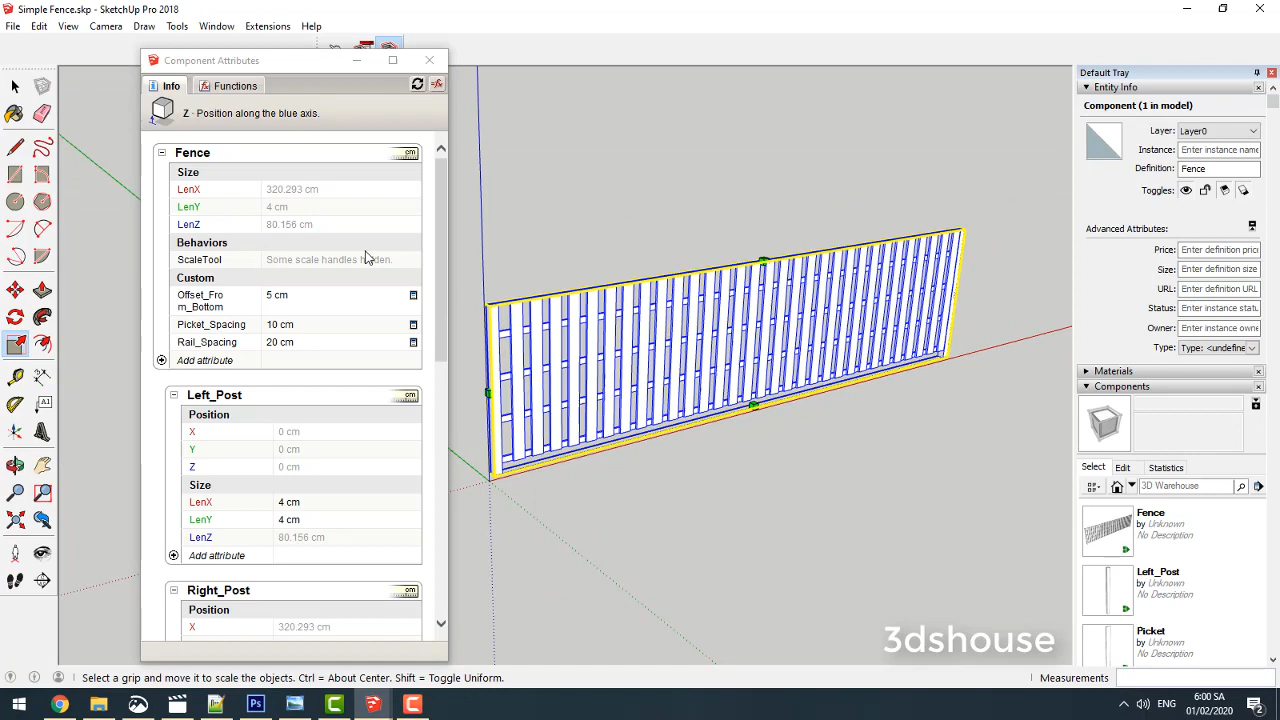 Simple Fence.skp - SketchUp Pro 2018
File Edit View Camera Draw Tools Window Extensions Help
Component Attributes
Info Functions
Z - Position along the blue axis.
Fence
Size
LenX 320.293 cm
LenY 4 cm
LenZ 80.156 cm
Behaviors
ScaleTool Some scale handles hidden.
Custom
Offset_Fro
m_Bottom 5 cm
Picket_Spacing 10 cm
Rail_Spacing 20 cm
Add attribute
Left_Post
Position
X 0 cm
Y 0 cm
Z 0 cm
Size
LenX 4 cm
LenY 4 cm
LenZ 80.156 cm
Add attribute
Right_Post
Position
X 320.293 cm
Default Tray
Entity Info
Component (1 in model)
Layer: Layer0
Instance: Enter instance name
Definition: Fence
Toggles:
Advanced Attributes:
Price: Enter definition pric
Size: Enter definition size
URL: Enter definition URL
Status: Enter instance statu
Owner: Enter instance owne
Type: Type: <undefine
Materials
Components
Select Edit Statistics
3D Warehouse
Fence
by Unknown
No Description
Left_Post
by Unknown
No Description
Picket
by Unknown
No Description
3dshouse
Select a grip and move it to scale the objects. Ctrl = About Center. Shift = Toggle Uniform.
Measurements
6:00 SA
01/02/2020